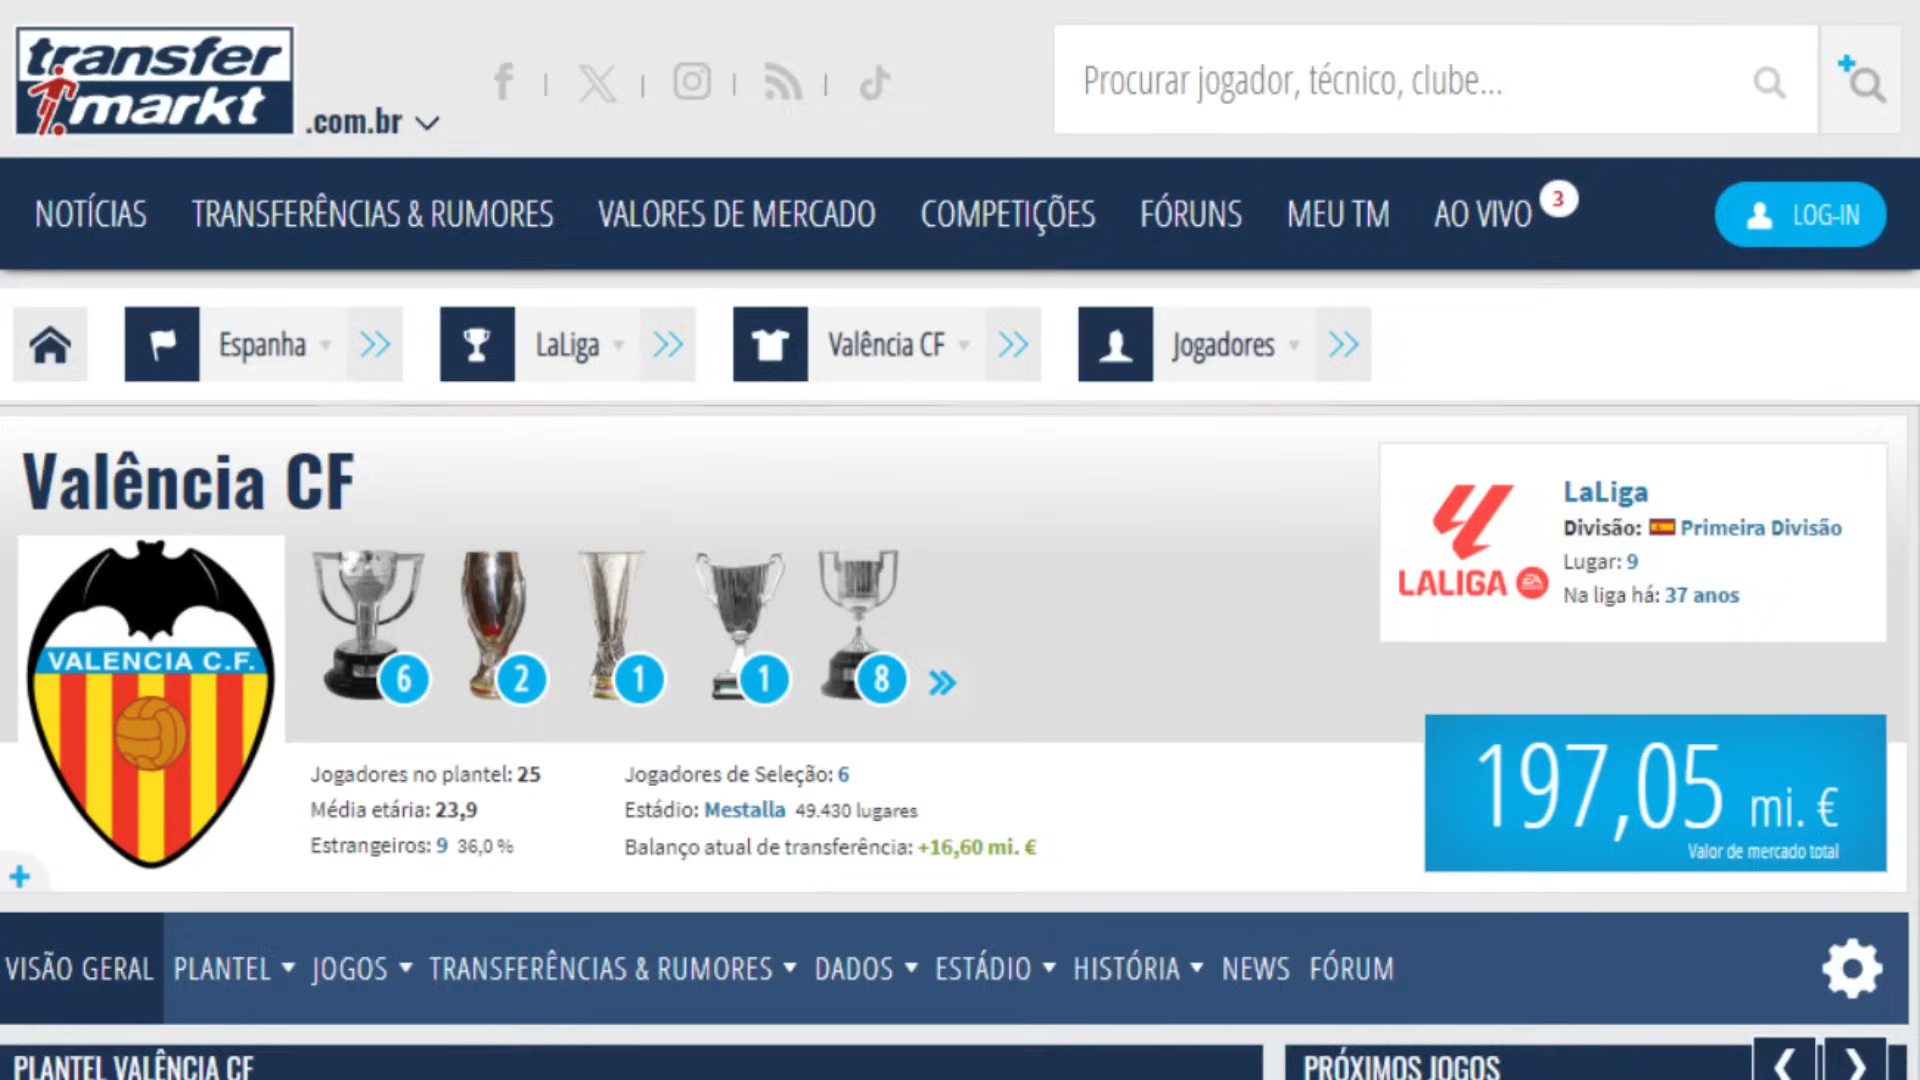 transfer
markt
.com.br
Procurar jogador, técnico, clube...
NOTÍCIAS TRANSFERÊNCIAS & RUMORES VALORES DE MERCADO COMPETIÇÕES FÓRUNS MEU TM AO VIVO 3 LOG-IN
Espanha LaLiga Valência CF Jogadores
Valência CF
VALENCIA C.F.
6 2 1 1 8
LALIGA EA
LaLiga
Divisão: Primeira Divisão
Lugar: 9
Na liga há: 37 anos
Jogadores no plantel: 25
Média etária: 23,9
Estrangeiros: 9 36,0 %
Jogadores de Seleção: 6
Estádio: Mestalla 49.430 lugares
Balanço atual de transferência: +16,60 mi. €
197,05 mi. €
Valor de mercado total
VISÃO GERAL PLANTEL JOGOS TRANSFERÊNCIAS & RUMORES DADOS ESTÁDIO HISTÓRIA NEWS FÓRUM
PLANTEL VALÊNCIA CF
PRÓXIMOS JOGOS